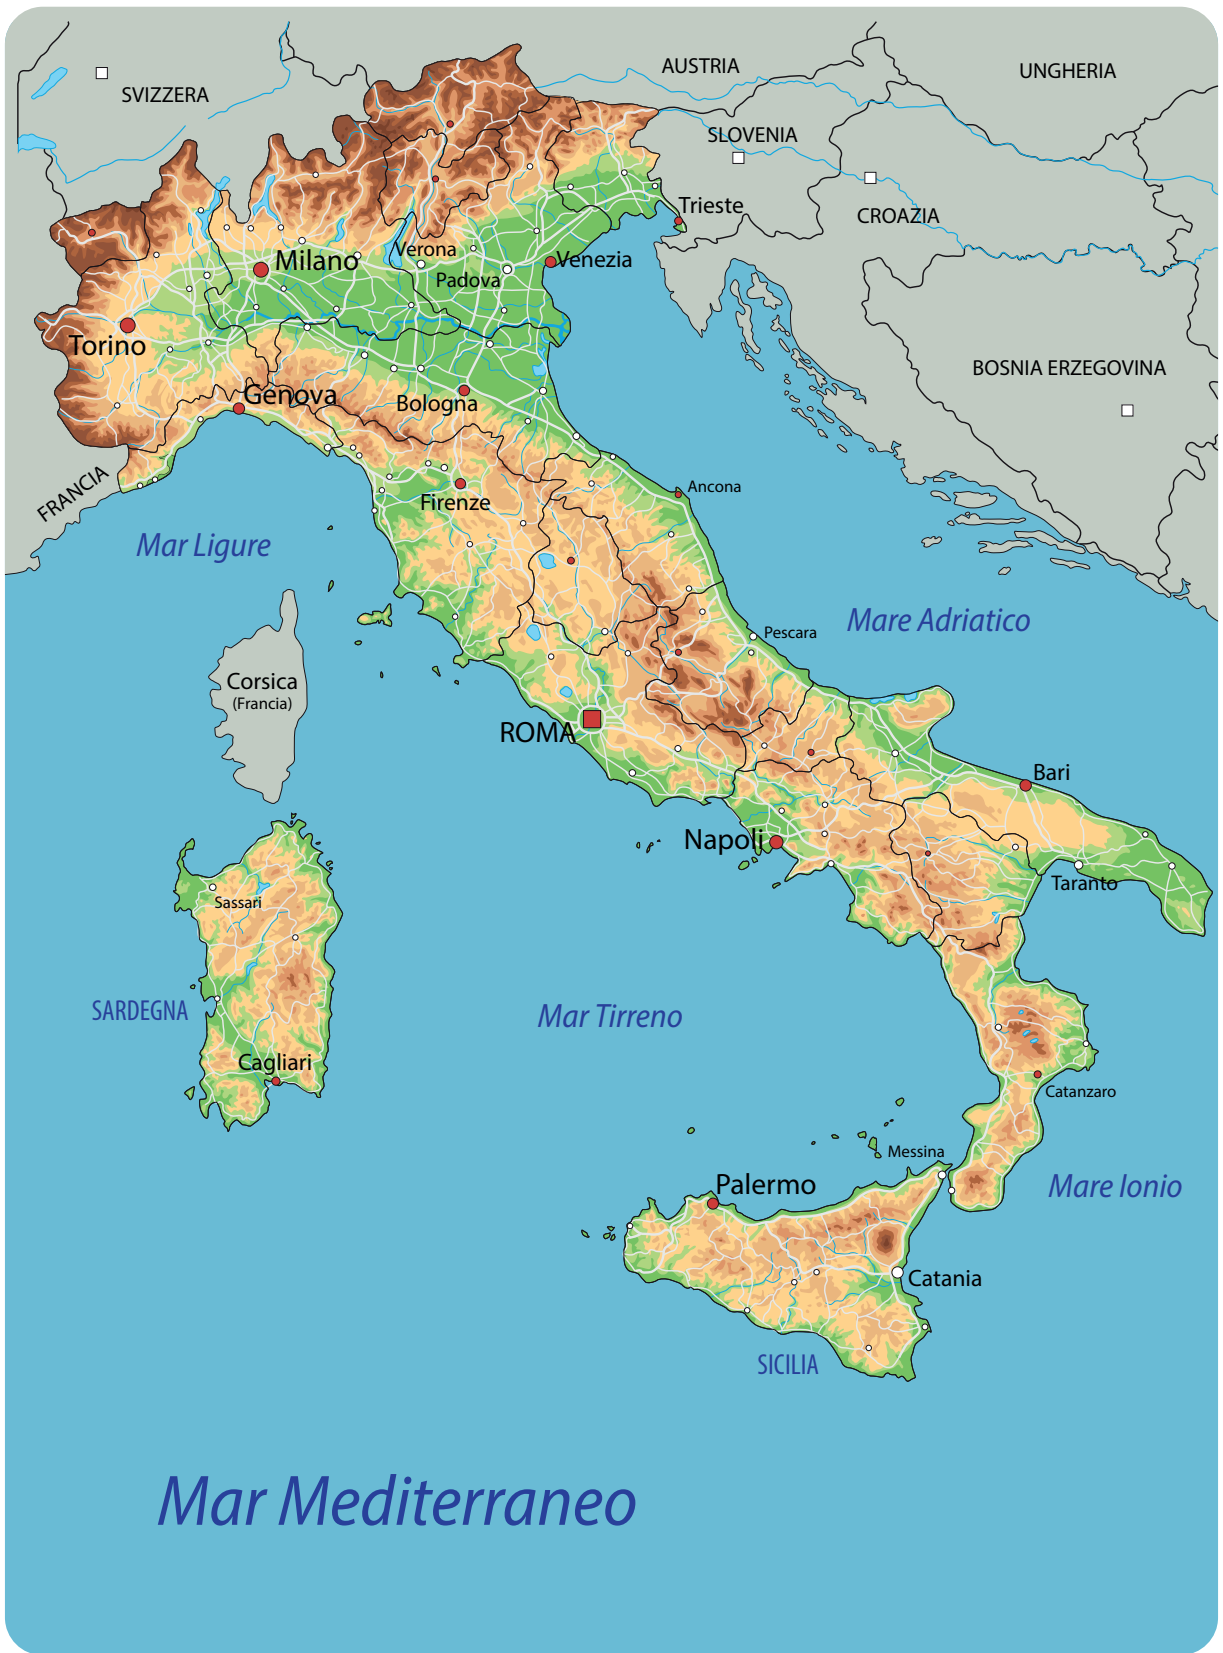 AUSTRIA
UNGHERIA
SVIZZERA
SLOVENIA
Trieste
CROAZIA
Verona
Milano
Venezia
Padova
Torino
BOSNIA ERZEGOVINA
Genova
Bologna
FRANCIA
Ancona
Firenze
Mar Ligure
Mare Adriatico
Pescara
Corsica
(Francia)
ROMA
Bari
Napoli
Taranto
Sassari
SARDEGNA
Mar Tirreno
Cagliari
Catanzaro
Messina
Palermo
Mare Ionio
Catania
SICILIA
Mar Mediterraneo